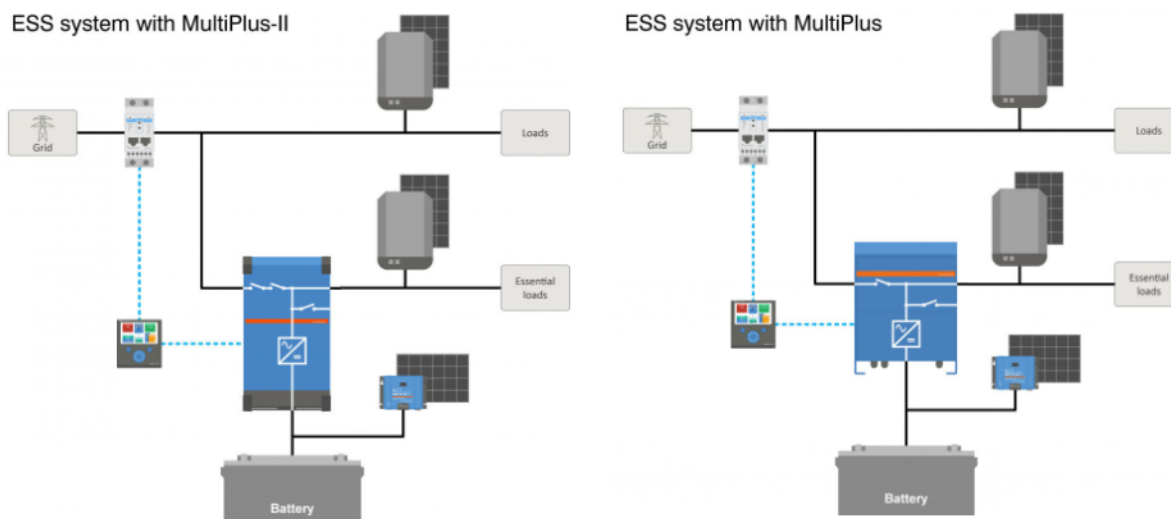 ESS system with MultiPlus-II
ESS system with MultiPlus
Grid
Loads
Essential
loads
Battery
Grid
Loads
Essential
loads
Battery